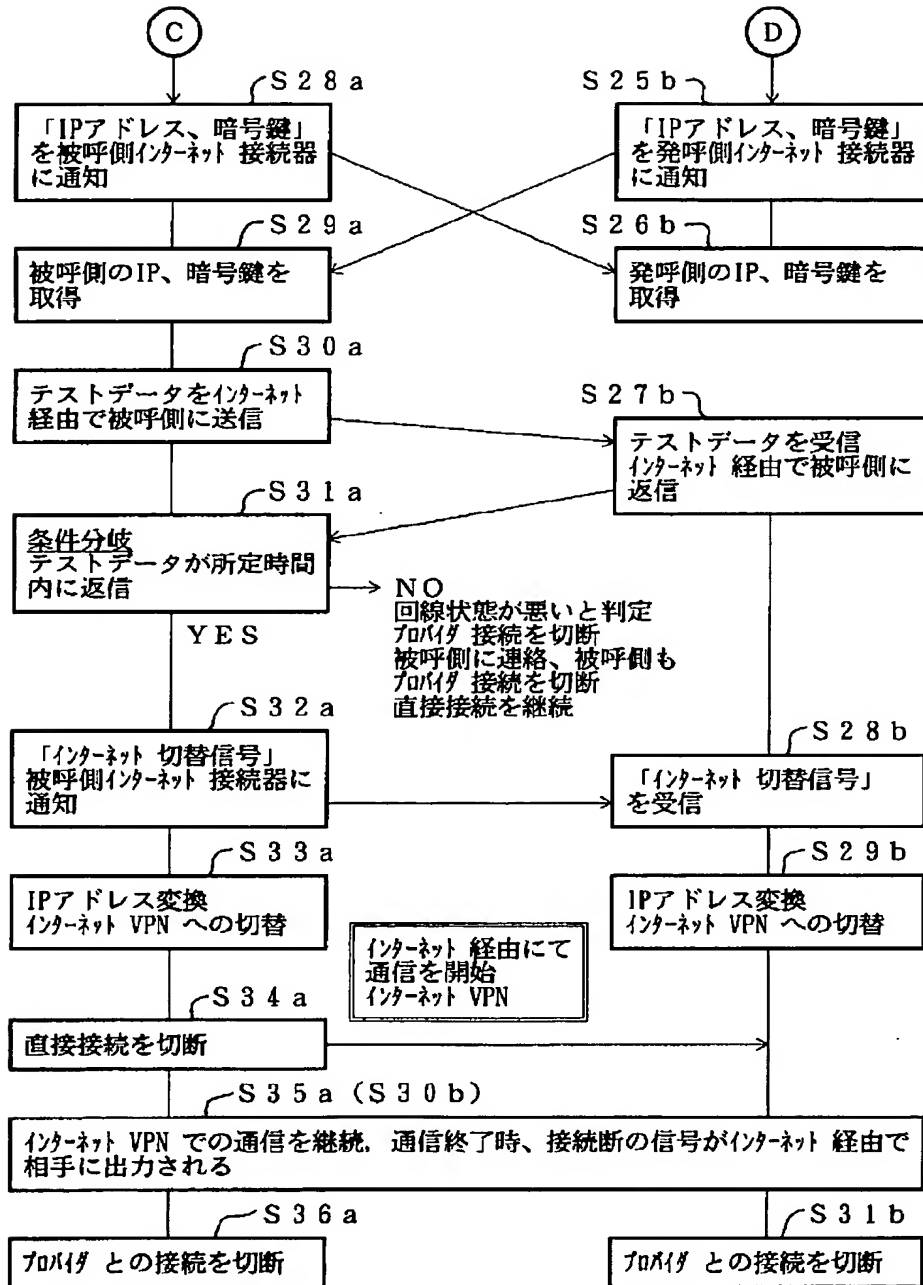 C
D
S28a
S25b
「IPアドレス、暗号鍵」
を被呼側インターネット 接続器
に通知
「IPアドレス、暗号鍵」
を発呼側インターネット 接続器
に通知
S29a
S26b
被呼側のIP、暗号鍵を
取得
発呼側のIP、暗号鍵を
取得
S30a
テストデータをインターネット
経由で被呼側に送信
S27b
テストデータを受信
インターネット 経由で被呼側に
返信
S31a
条件分岐
テストデータが所定時間
内に返信
NO
回線状態が悪いと判定
プロバイダ 接続を切断
被呼側に連絡、被呼側も
プロバイダ 接続を切断
直接接続を継続
YES
S32a
「インターネット 切替信号」
被呼側インターネット 接続器に
通知
S28b
「インターネット 切替信号」
を受信
S33a
S29b
IPアドレス変換
インターネット VPN への切替
IPアドレス変換
インターネット VPN への切替
インターネット 経由にて
通信を開始
インターネット VPN
S34a
直接接続を切断
S35a(S30b)
インターネット VPN での通信を継続. 通信終了時、接続断の信号がインターネット 経由で
相手に出力される
S36a
S31b
プロバイダ との接続を切断
プロバイダ との接続を切断